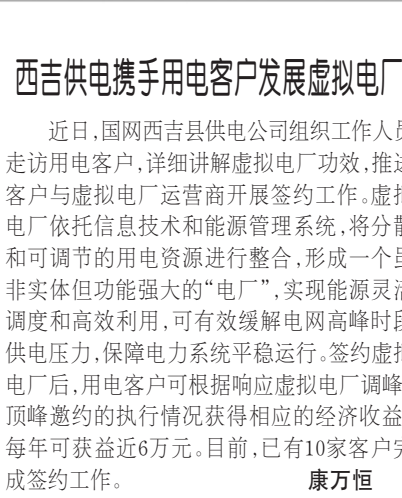 西吉供电携手用电客户发展虚拟电厂
近日,国网西吉县供电公司组织工作人员
走访用电客户,详细讲解虚拟电厂功效,推进
客户与虚拟电厂运营商开展签约工作。虚拟
电厂依托信息技术和能源管理系统,将分散
和可调节的用电资源进行整合,形成一个虽
非实体但功能强大的“电厂”,实现能源灵活
调度和高效利用,可有效缓解电网高峰时段
供电压力,保障电力系统平稳运行。签约虚拟
电厂后,用电客户可根据响应虚拟电厂调峰
顶峰邀约的执行情况获得相应的经济收益
每年可获益近6万元。目前,已有10家客户完
成签约工作。 康万恒